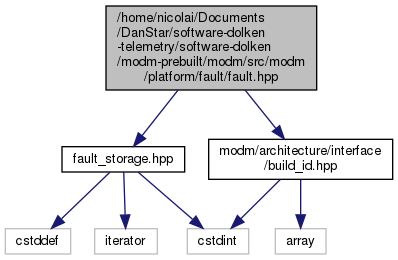 /home/nicolai/Documents
/DanStar/software-dolken
-telemetry/software-dolken
/modm-prebuilt/modm/src/modm
/platform/fault/fault.hpp
fault_storage.hpp
modm/architecture/interface
/build_id.hpp
cstddef
iterator
cstdint
array